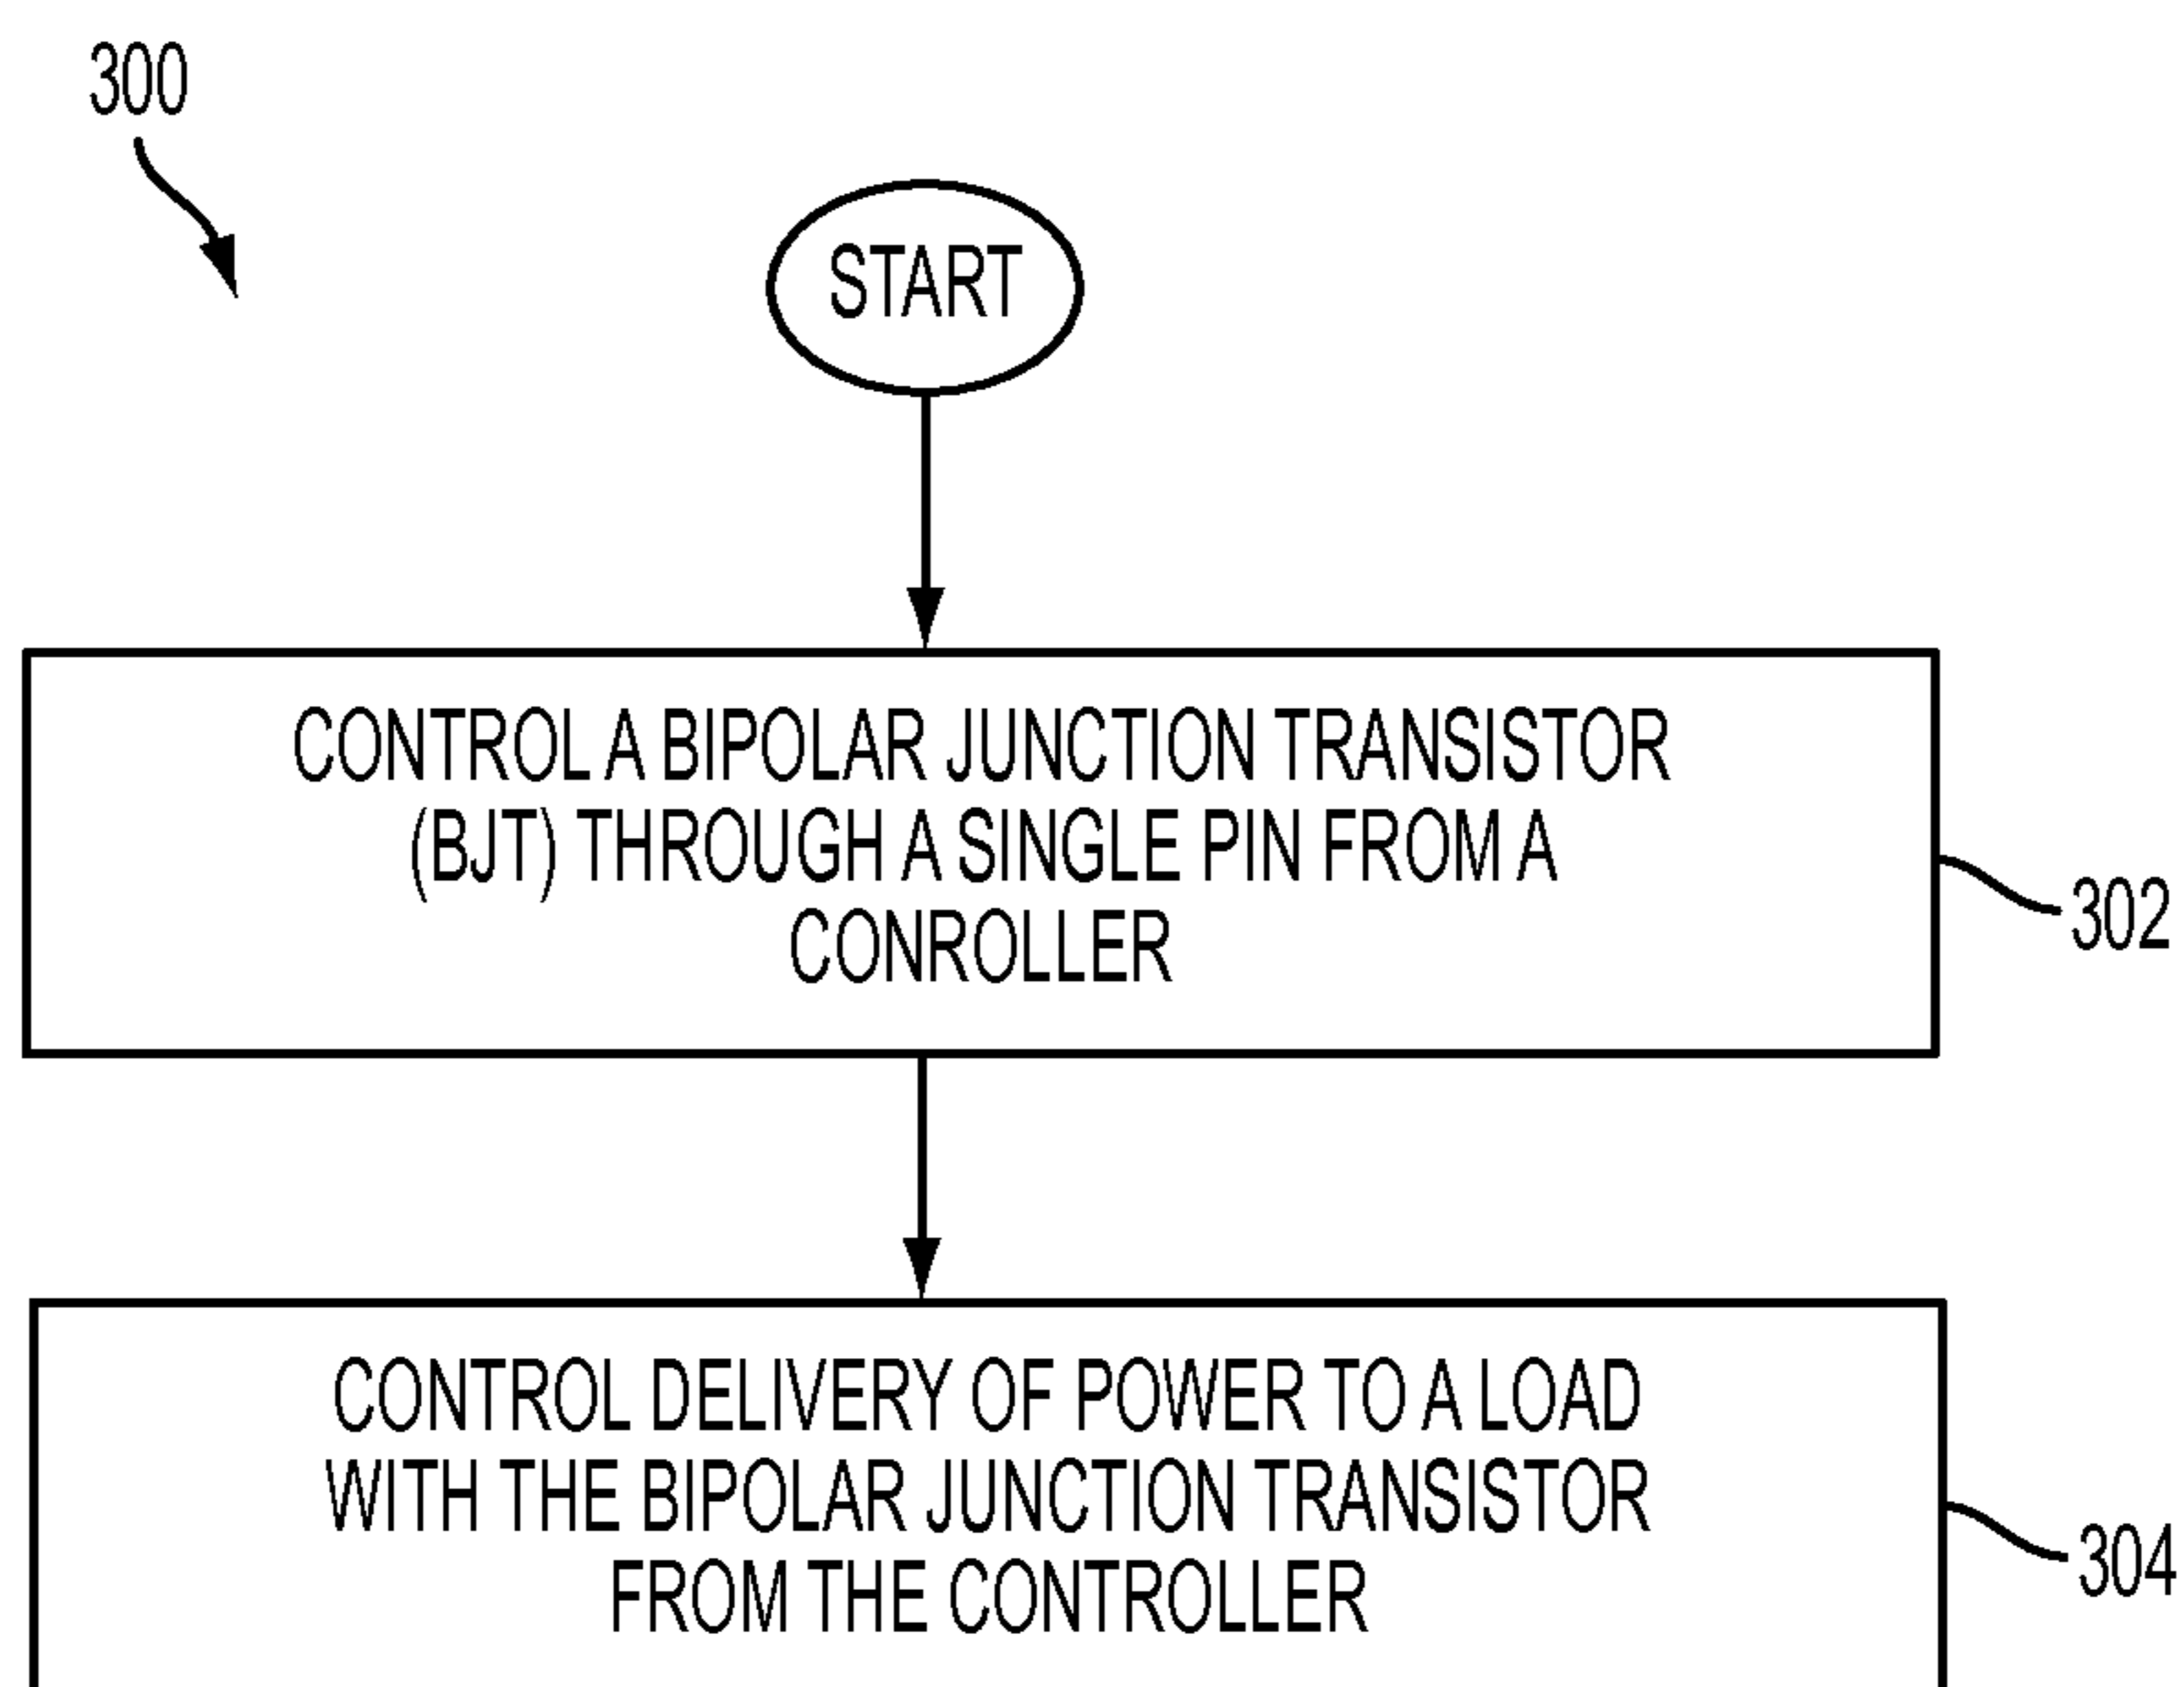 300
START
CONTROL A BIPOLAR JUNCTION TRANSISTOR
(BJT) THROUGH A SINGLE PIN FROM A
CONROLLER
302
CONTROL DELIVERY OF POWER TO A LOAD
WITH THE BIPOLAR JUNCTION TRANSISTOR
FROM THE CONTROLLER
304